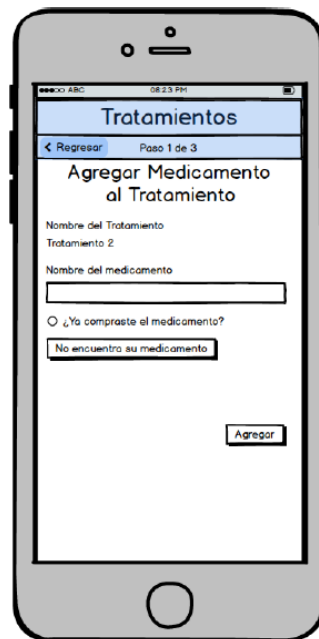 ABC 08:23 PM
Tratamientos
Regresar Paso 1 de 3
Agregar Medicamento
al Tratamiento
Nombre del Tratamiento
Tratamiento 2
Nombre del medicamento
¿Ya compraste el medicamento?
No encuentra su medicamento
Agregar